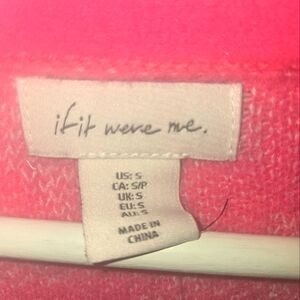 if it were me.
US: S
CA: S/P
UK: S
EU: S
AU: S
MADE IN
CHINA